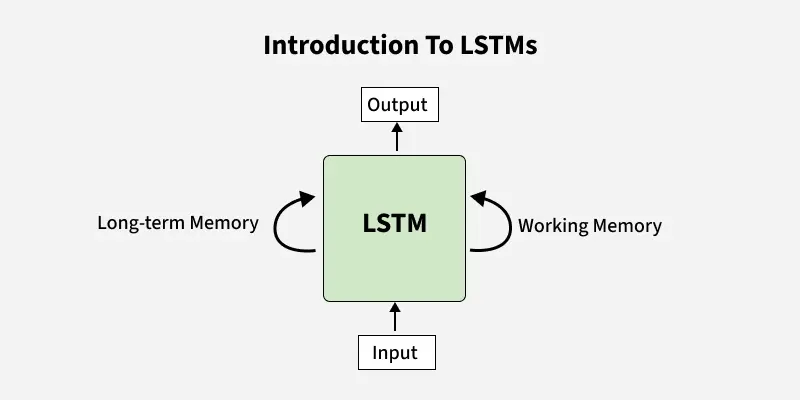 Introduction To LSTMs
Output
Long-term Memory
LSTM
Working Memory
Input